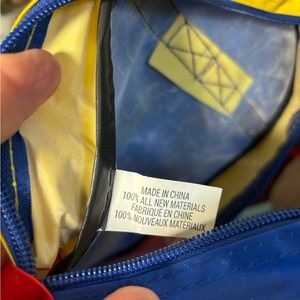 MADE IN CHINA
100% ALL NEW MATERIALS
FABRIQUE EN CHINE
100% NOUVEAUX MATERIAUX